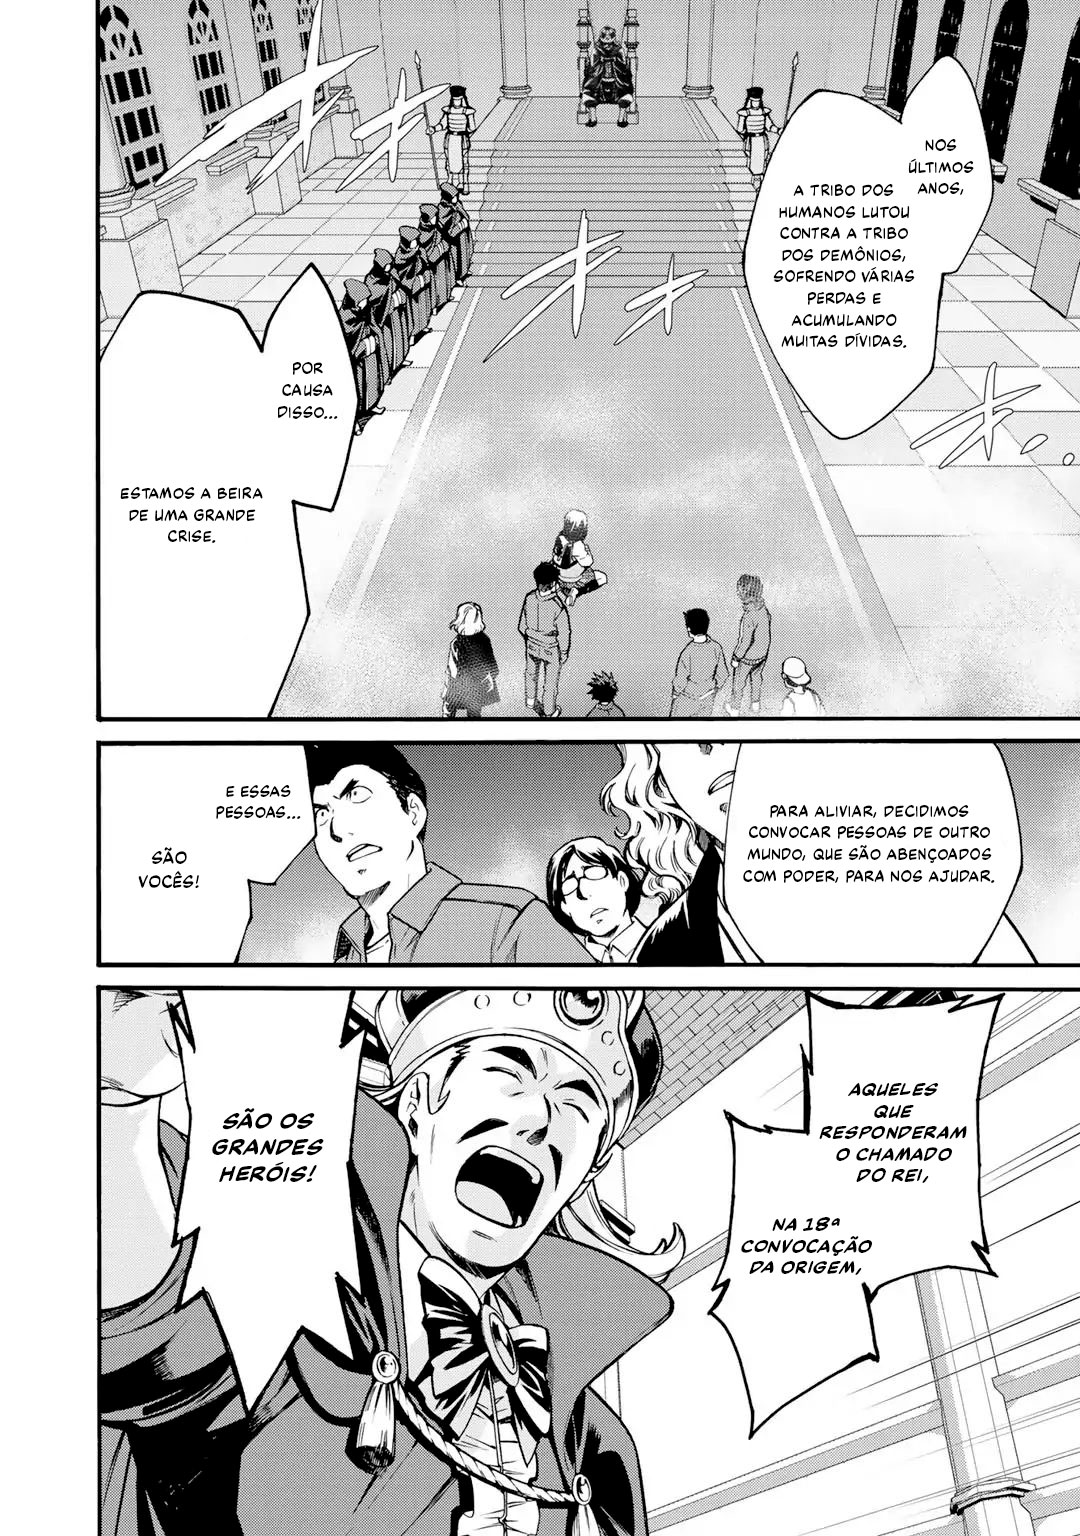 NOS
ÚLTIMOS
ANOS,
A TRIBO DOS
HUMANOS LUTOU
CONTRA A TRIBO
DOS DEMÔNIOS,
SOFRENDO VÁRIAS
PERDAS E
ACUMULANDO
MUITAS DÍVIDAS.
POR
CAUSA
DISSO...
ESTAMOS A BEIRA
DE UMA GRANDE
CRISE.
PARA ALIVIAR, DECIDIMOS
CONVOCAR PESSOAS DE OUTRO
MUNDO, QUE SÃO ABENÇOADOS
COM PODER, PARA NOS AJUDAR.
E ESSAS
PESSOAS...
SÃO
VOCÊS!
AQUELES
QUE
RESPONDERAM
O CHAMADO
DO REI,
NA 18ª
CONVOCAÇÃO
DA ORIGEM,
SÃO OS
GRANDES
HERÓIS!